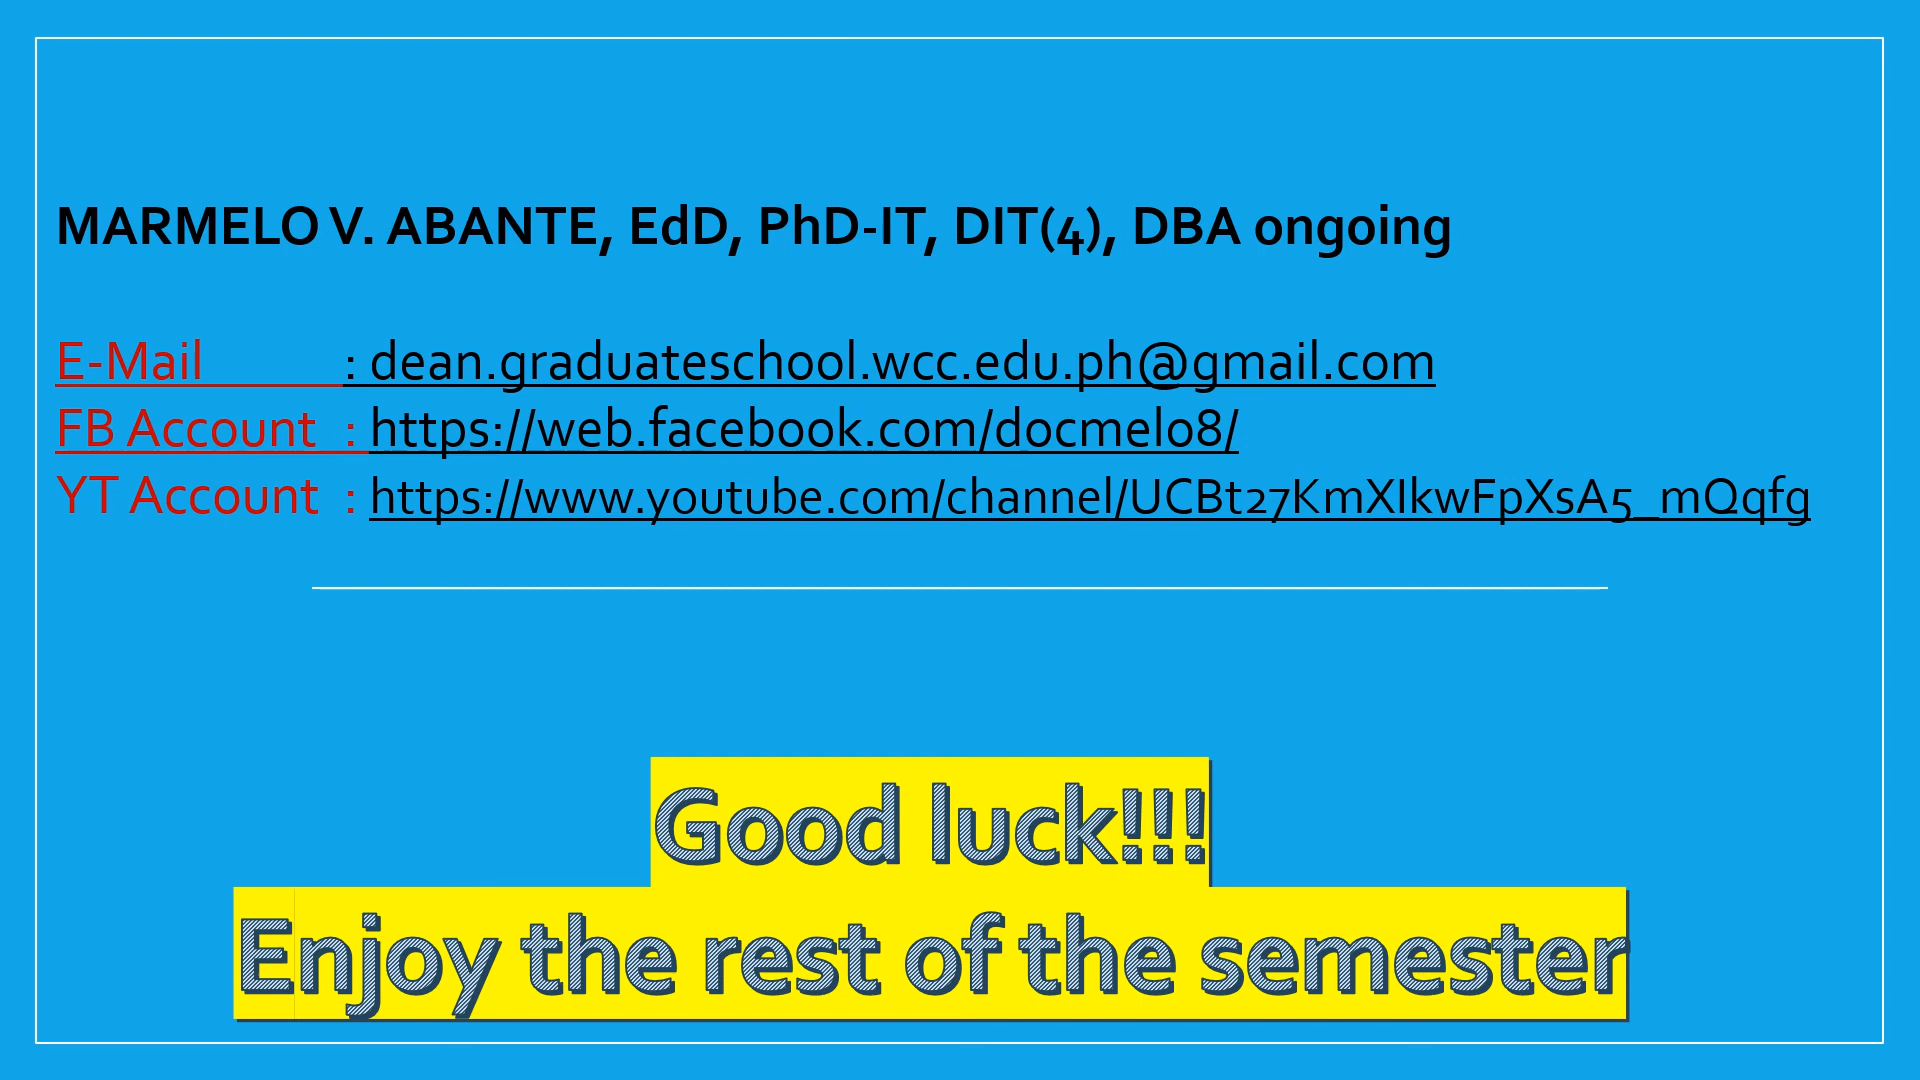 MARMELO V. ABANTE, EdD, PhD-IT, DIT(4), DBA ongoing
E-Mail : dean.graduateschool.wcc.edu.ph@gmail.com
FB Account : https://web.facebook.com/docmelo8/
YT Account : https://www.youtube.com/channel/UCBt27KmXIkwFpXsA5_mQqfg
Good luck!!!
Enjoy the rest of the semester